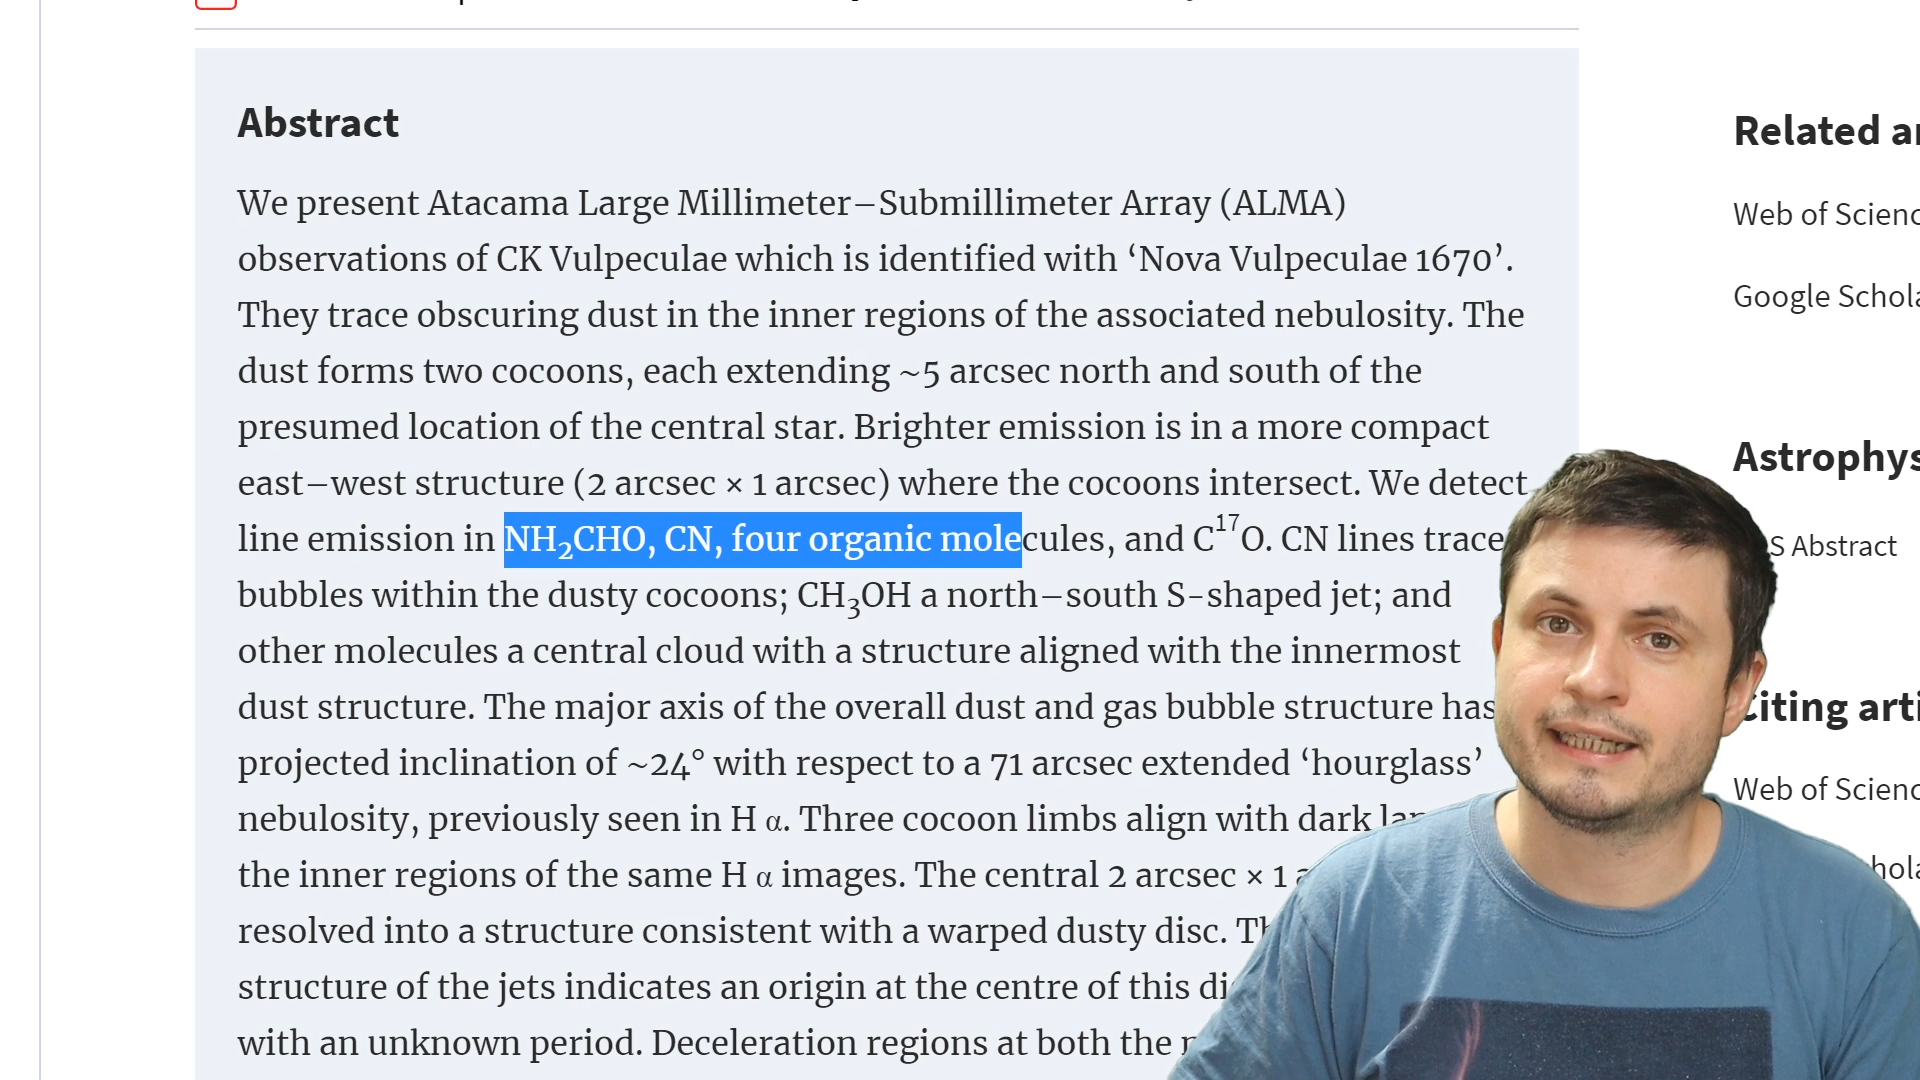 Abstract
We present Atacama Large Millimeter–Submillimeter Array (ALMA)
observations of CK Vulpeculae which is identified with ‘Nova Vulpeculae 1670’.
They trace obscuring dust in the inner regions of the associated nebulosity. The
dust forms two cocoons, each extending ~5 arcsec north and south of the
presumed location of the central star. Brighter emission is in a more compact
east–west structure (2 arcsec × 1 arcsec) where the cocoons intersect. We detect
line emission in NH₂CHO, CN, four organic molecules, and C¹⁷O. CN lines trace
bubbles within the dusty cocoons; CH₃OH a north–south S-shaped jet; and
other molecules a central cloud with a structure aligned with the innermost
dust structure. The major axis of the overall dust and gas bubble structure has
projected inclination of ~24° with respect to a 71 arcsec extended ‘hourglass’
nebulosity, previously seen in H α. Three cocoon limbs align with dark
the inner regions of the same H α images. The central 2 arcsec × 1
resolved into a structure consistent with a warped dusty disc.
structure of the jets indicates an origin at the centre of this
with an unknown period. Deceleration regions at both the
Related
Web of
Google
S Abstract
Web of